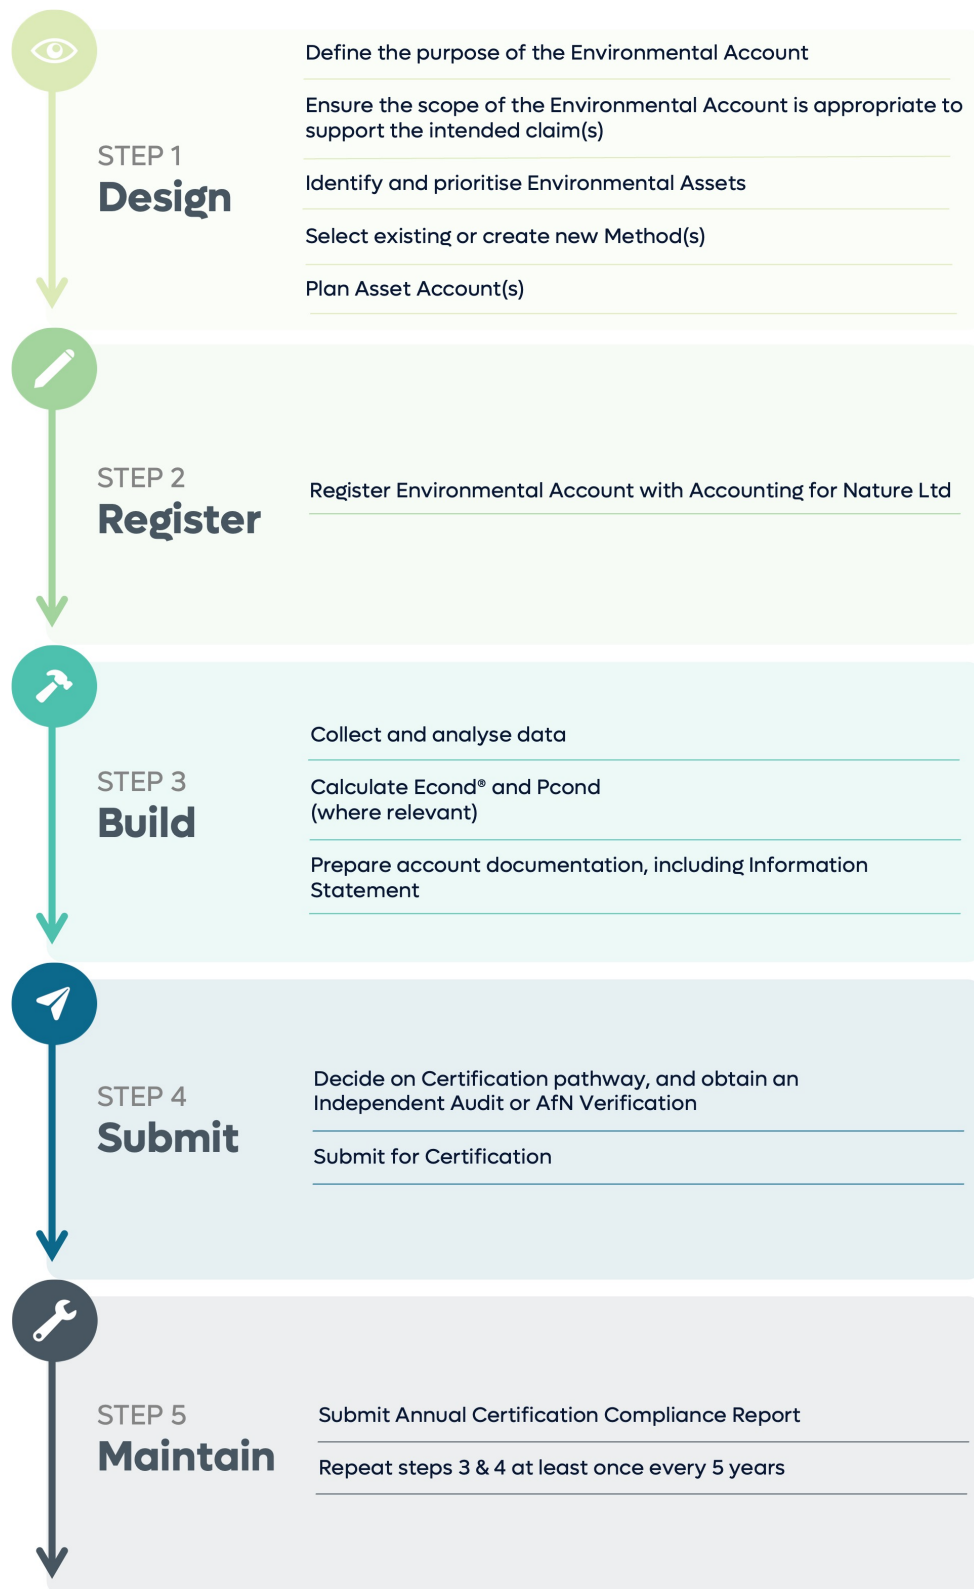 STEP 1
Design
Define the purpose of the Environmental Account
Ensure the scope of the Environmental Account is appropriate to
support the intended claim(s)
Identify and prioritise Environmental Assets
Select existing or create new Method(s)
Plan Asset Account(s)
STEP 2
Register
Register Environmental Account with Accounting for Nature Ltd
STEP 3
Build
Collect and analyse data
Calculate Econd® and Pcond
(where relevant)
Prepare account documentation, including Information
Statement
STEP 4
Submit
Decide on Certification pathway, and obtain an
Independent Audit or AfN Verification
Submit for Certification
STEP 5
Maintain
Submit Annual Certification Compliance Report
Repeat steps 3 & 4 at least once every 5 years